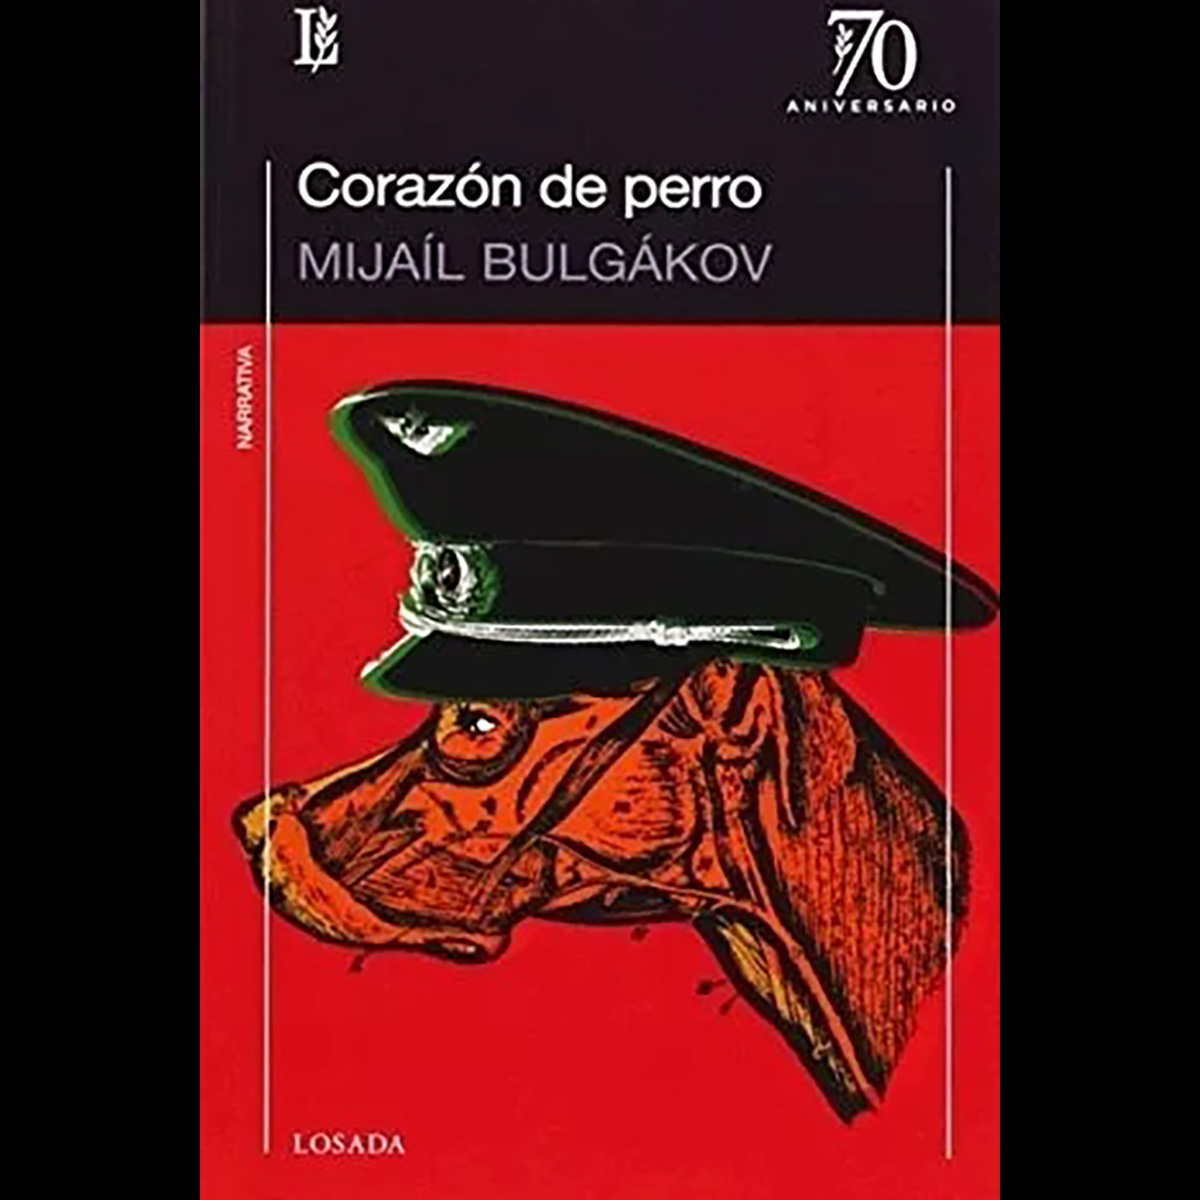 L
70
ANIVERSARIO
Corazón de perro
MIJAÍL BULGÁKOV
NARRATIVA
LOSADA